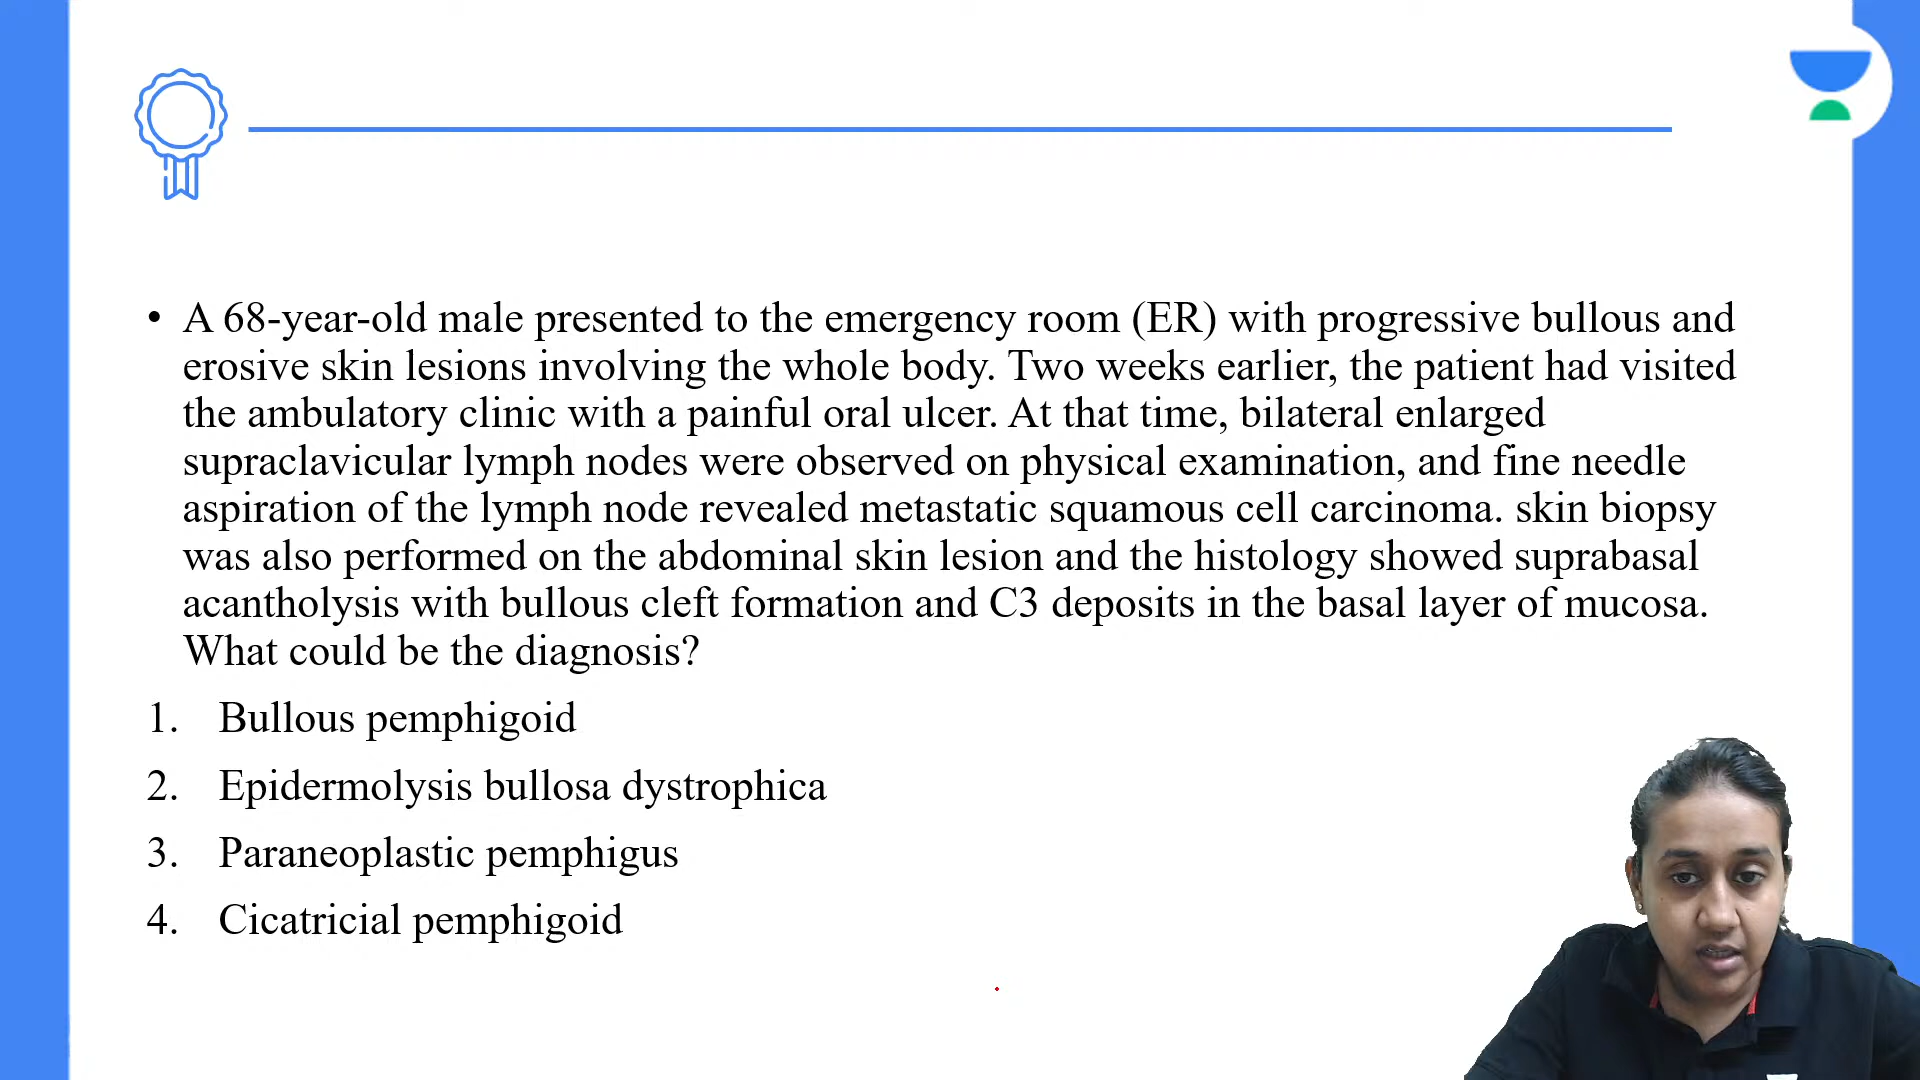 • A 68-year-old male presented to the emergency room (ER) with progressive bullous and
erosive skin lesions involving the whole body. Two weeks earlier, the patient had visited
the ambulatory clinic with a painful oral ulcer. At that time, bilateral enlarged
supraclavicular lymph nodes were observed on physical examination, and fine needle
aspiration of the lymph node revealed metastatic squamous cell carcinoma. skin biopsy
was also performed on the abdominal skin lesion and the histology showed suprabasal
acantholysis with bullous cleft formation and C3 deposits in the basal layer of mucosa.
What could be the diagnosis?
1. Bullous pemphigoid
2. Epidermolysis bullosa dystrophica
3. Paraneoplastic pemphigus
4. Cicatricial pemphigoid